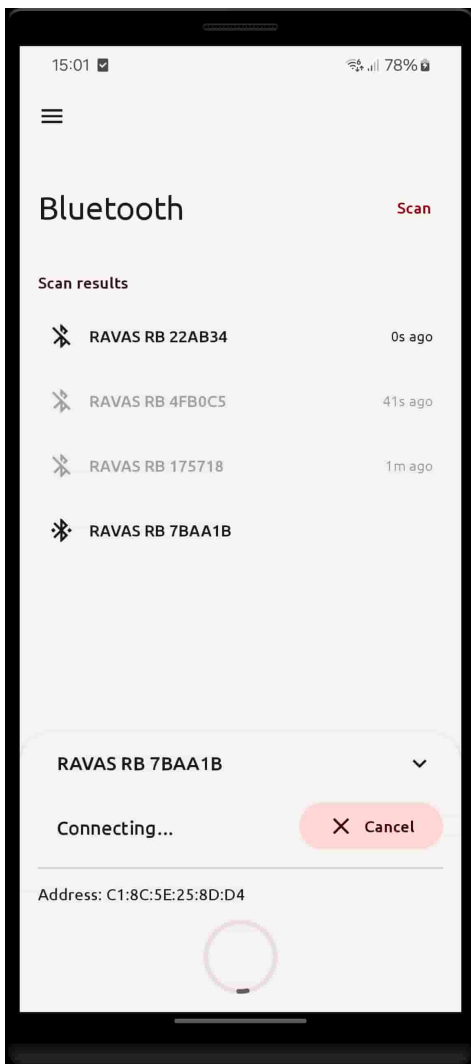 15:01 78%
Bluetooth Scan
Scan results
RAVAS RB 22AB34 0s ago
RAVAS RB 4FB0C5 41s ago
RAVAS RB 175718 1m ago
RAVAS RB 7BAA1B
RAVAS RB 7BAA1B
Connecting... Cancel
Address: C1:8C:5E:25:8D:D4